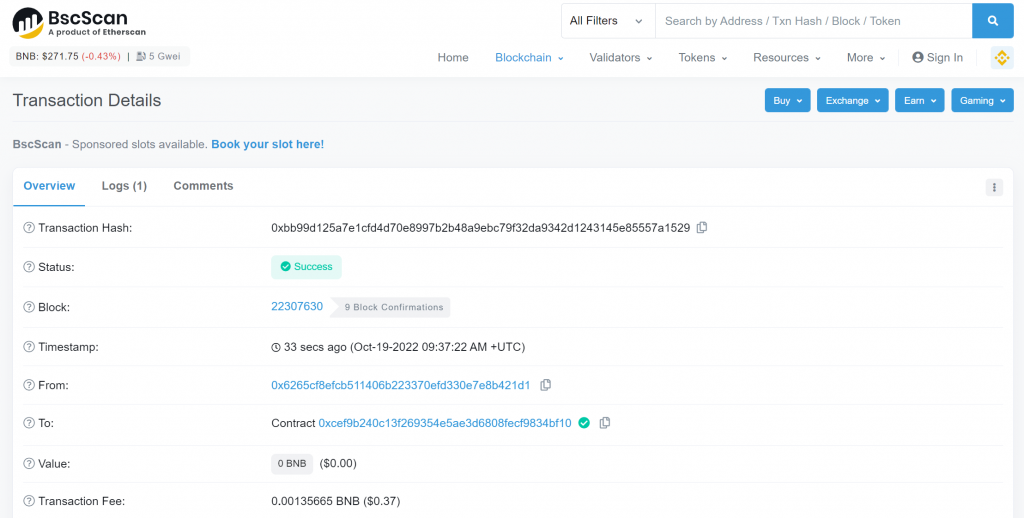 BscScan
A product of Etherscan
All Filters
Search by Address / Txn Hash / Block / Token
BNB: $271.75 (-0.43%) | 5 Gwei
Home Blockchain Validators Tokens Resources More Sign In
Transaction Details
Buy Exchange Earn Gaming
BscScan - Sponsored slots available. Book your slot here!
Overview Logs (1) Comments
Transaction Hash: 0xbb99d125a7e1cfd4d70e8997b2b48a9ebc79f32da9342d1243145e85557a1529
Status: Success
Block: 22307630 9 Block Confirmations
Timestamp: 33 secs ago (Oct-19-2022 09:37:22 AM +UTC)
From: 0x6265cf8efcb511406b223370efd330e7e8b421d1
To: Contract 0xcef9b240c13f269354e5ae3d6808fecf9834bf10
Value: 0 BNB ($0.00)
Transaction Fee: 0.00135665 BNB ($0.37)